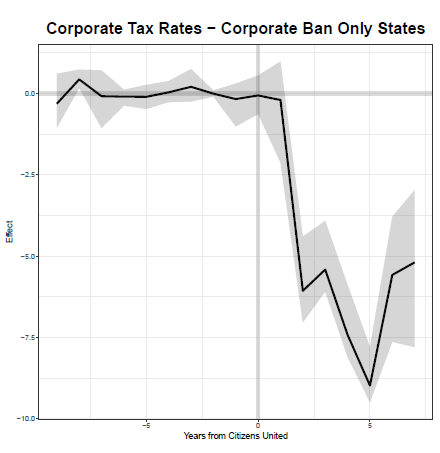 Corporate Tax Rates − Corporate Ban Only States
0.0
−2.5
−5.0
−7.5
−10.0
Effect
−5
0
5
Years from Citizens United